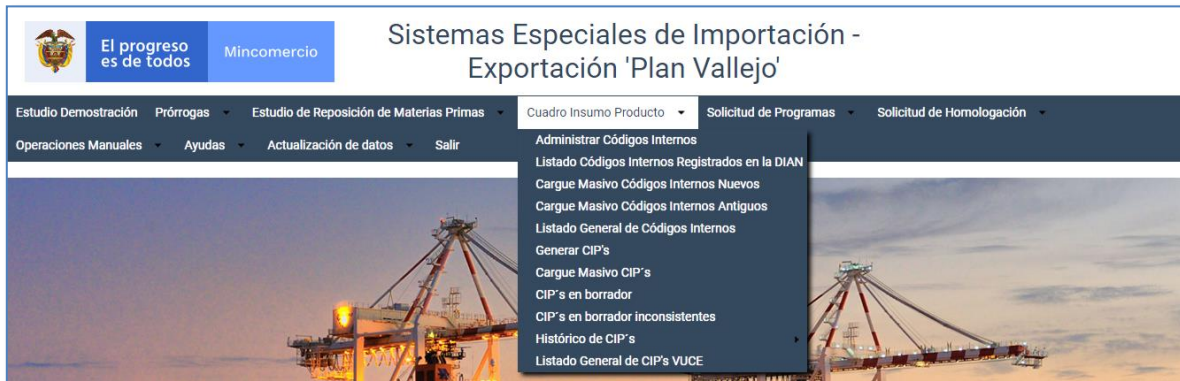 El progreso
es de todos
Mincomercio
Sistemas Especiales de Importación -
Exportación 'Plan Vallejo'
Estudio Demostración Prórrogas Estudio de Reposición de Materias Primas Cuadro Insumo Producto Solicitud de Programas Solicitud de Homologación
Operaciones Manuales Ayudas Actualización de datos Salir
Administrar Códigos Internos
Listado Códigos Internos Registrados en la DIAN
Cargue Masivo Códigos Internos Nuevos
Cargue Masivo Códigos Internos Antiguos
Listado General de Códigos Internos
Generar CIP's
Cargue Masivo CIP´s
CIP´s en borrador
CIP´s en borrador inconsistentes
Histórico de CIP´s
Listado General de CIP's VUCE